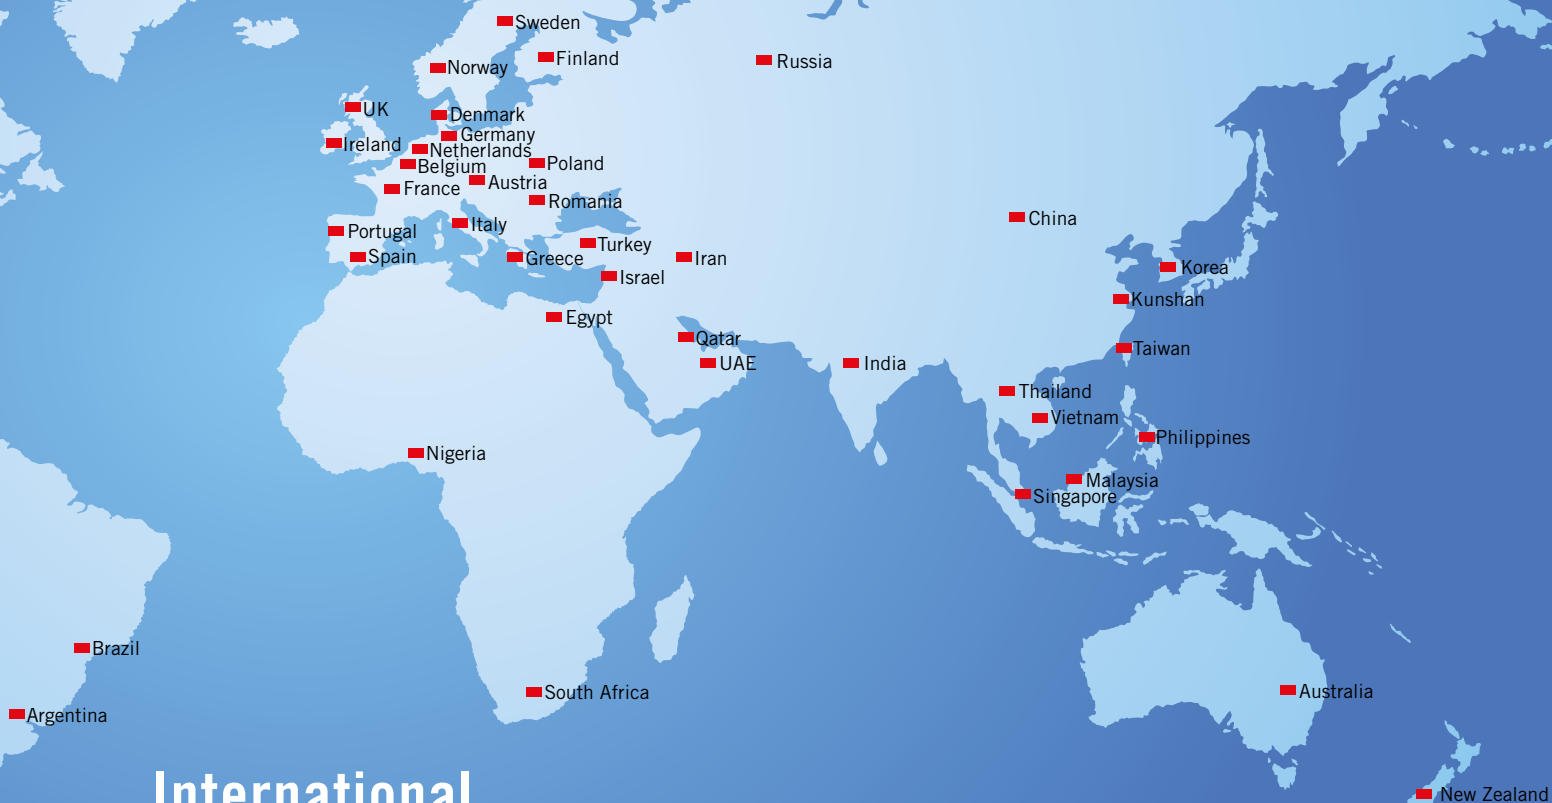 Sweden
Finland
Russia
Norway
UK
Denmark
Germany
Ireland
Netherlands
Belgium
Poland
France
Austria
Romania
China
Portugal
Italy
Turkey
Spain
Greece
Iran
Korea
Israel
Kunshan
Egypt
Qatar
Taiwan
UAE
India
Thailand
Vietnam
Philippines
Nigeria
Malaysia
Singapore
Brazil
South Africa
Australia
Argentina
International
New Zealand